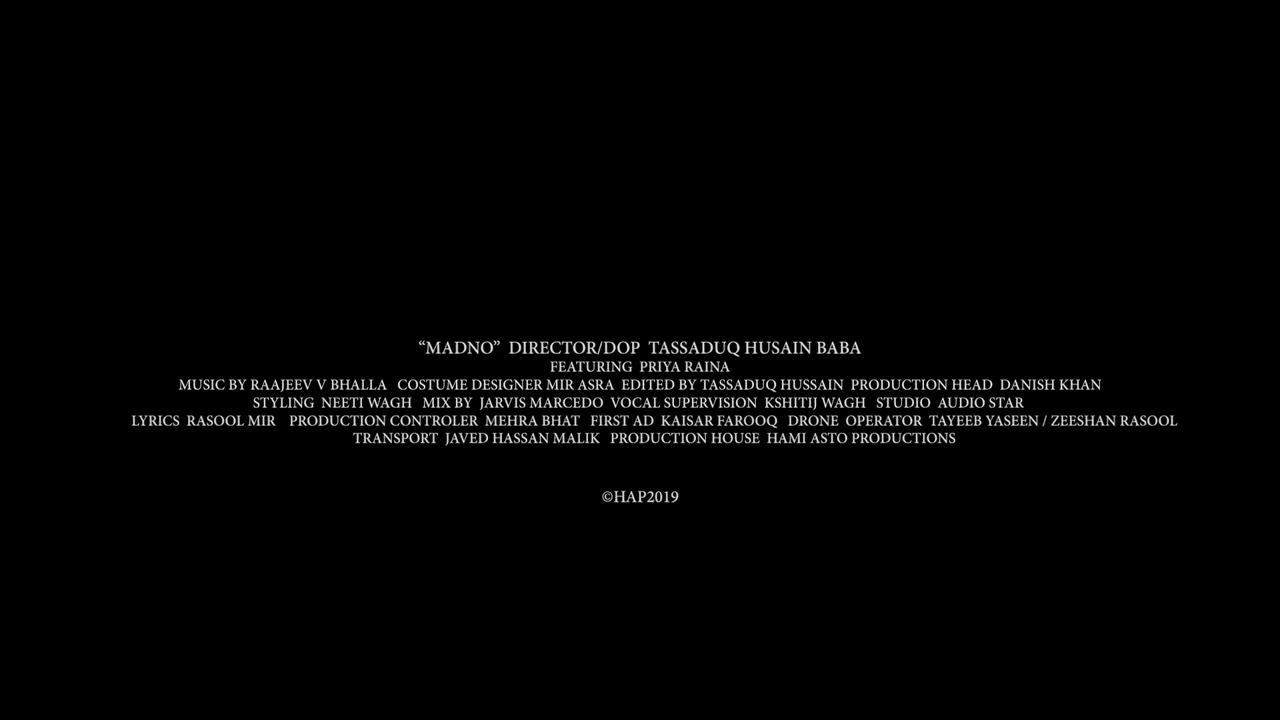 “MADNO” DIRECTOR/DOP TASSADUQ HUSAIN BABA
FEATURING PRIYA RAINA
MUSIC BY RAAJEEV V BHALLA COSTUME DESIGNER MIR ASRA EDITED BY TASSADUQ HUSSAIN PRODUCTION HEAD DANISH KHAN
STYLING NEETI WAGH MIX BY JARVIS MARCEDO VOCAL SUPERVISION KSHITIJ WAGH STUDIO AUDIO STAR
LYRICS RASOOL MIR PRODUCTION CONTROLER MEHRA BHAT FIRST AD KAISAR FAROOQ DRONE OPERATOR TAYEEB YASEEN / ZEESHAN RASOOL
TRANSPORT JAVED HASSAN MALIK PRODUCTION HOUSE HAMI ASTO PRODUCTIONS
©HAP2019